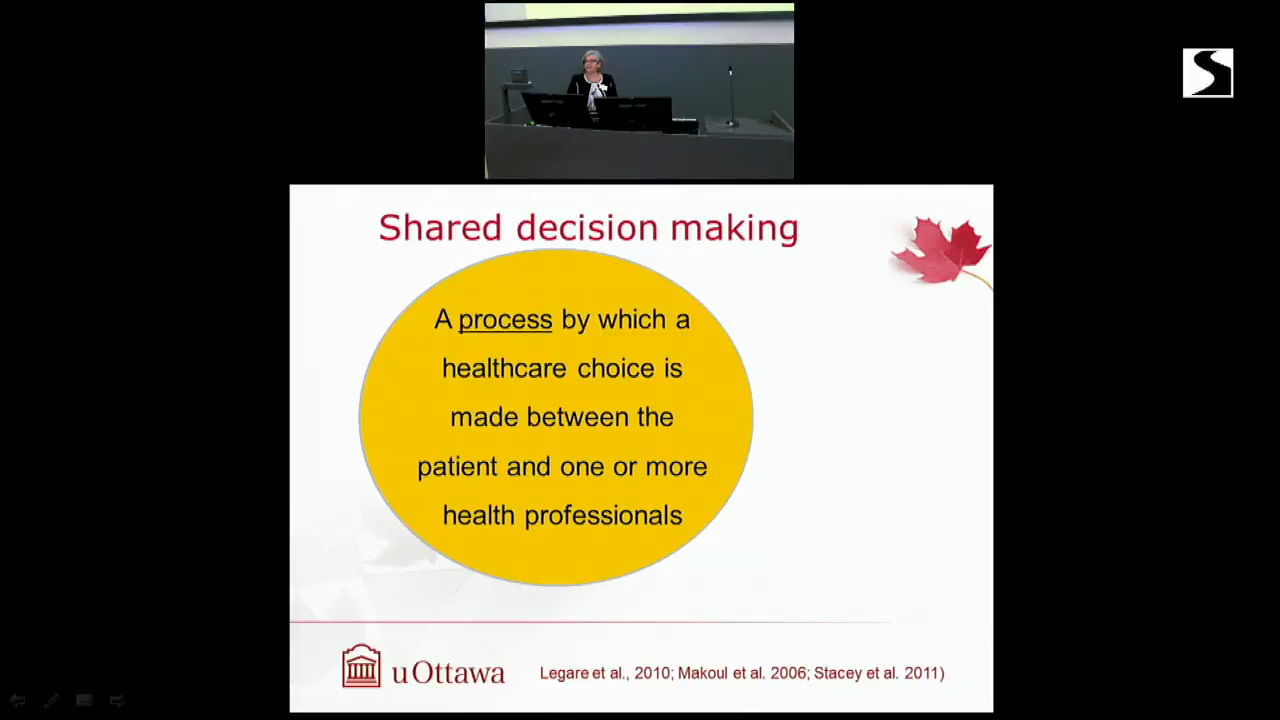 Shared decision making
A process by which a
healthcare choice is
made between the
patient and one or more
health professionals
uOttawa
Legare et al., 2010; Makoul et al. 2006; Stacey et al. 2011)